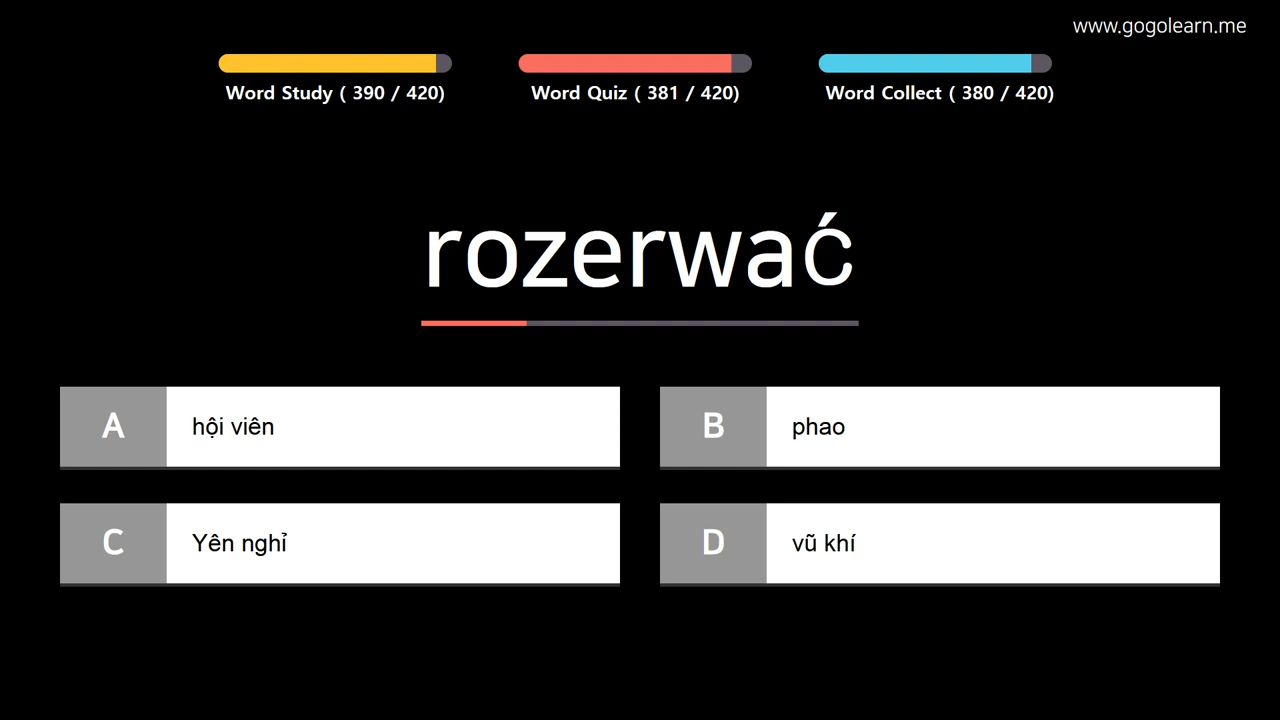 www.gogolearn.me
Word Study ( 390 / 420)
Word Quiz ( 381 / 420)
Word Collect ( 380 / 420)
rozerwać
A
hội viên
B
phao
C
Yên nghỉ
D
vũ khí